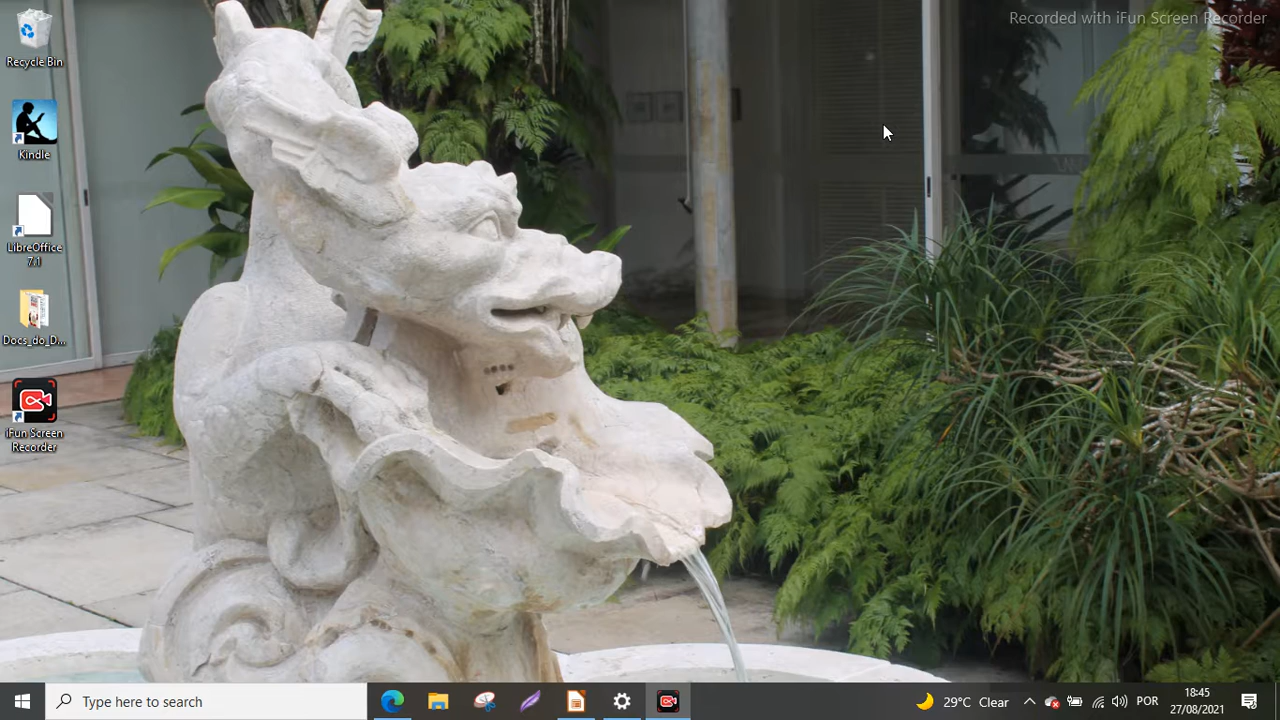 Recorded with iFun Screen Recorder
Recycle Bin
Kindle
LibreOffice
7.1
Docs_do_D...
iFun Screen
Recorder
Type here to search
29°C Clear
POR
18:45
27/08/2021